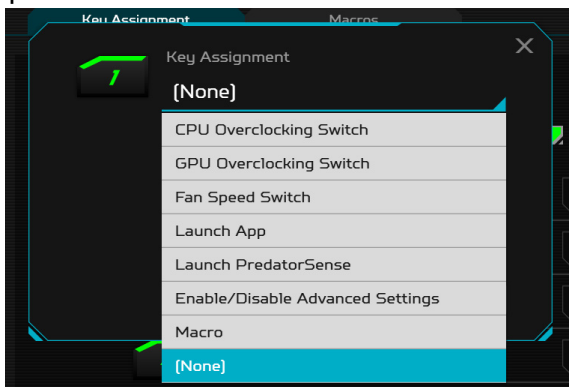 Key Assignment Macros
Key Assignment
1
(None)
CPU Overclocking Switch
GPU Overclocking Switch
Fan Speed Switch
Launch App
Launch PredatorSense
Enable/Disable Advanced Settings
Macro
(None)